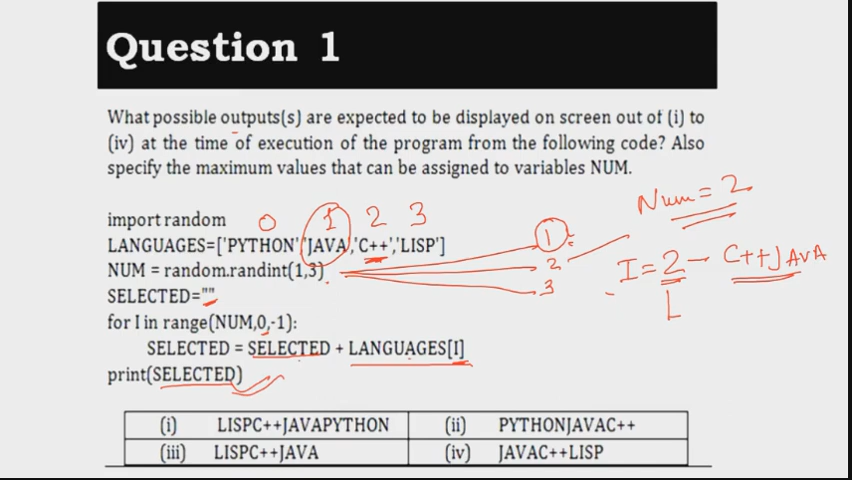 Question 1
What possible outputs(s) are expected to be displayed on screen out of (i) to
(iv) at the time of execution of the program from the following code? Also
specify the maximum values that can be assigned to variables NUM.
Num = 2
import random 0 1 2 3
LANGUAGES=['PYTHON','JAVA','C++','LISP'] 1
NUM = random.randint(1,3) 2 I = 2 - C++JAVA
SELECTED="" 3
for I in range(NUM,0,-1):
SELECTED = SELECTED + LANGUAGES[I]
print(SELECTED)
(i) LISPC++JAVAPYTHON (ii) PYTHONJAVAC++
(iii) LISPC++JAVA (iv) JAVAC++LISP